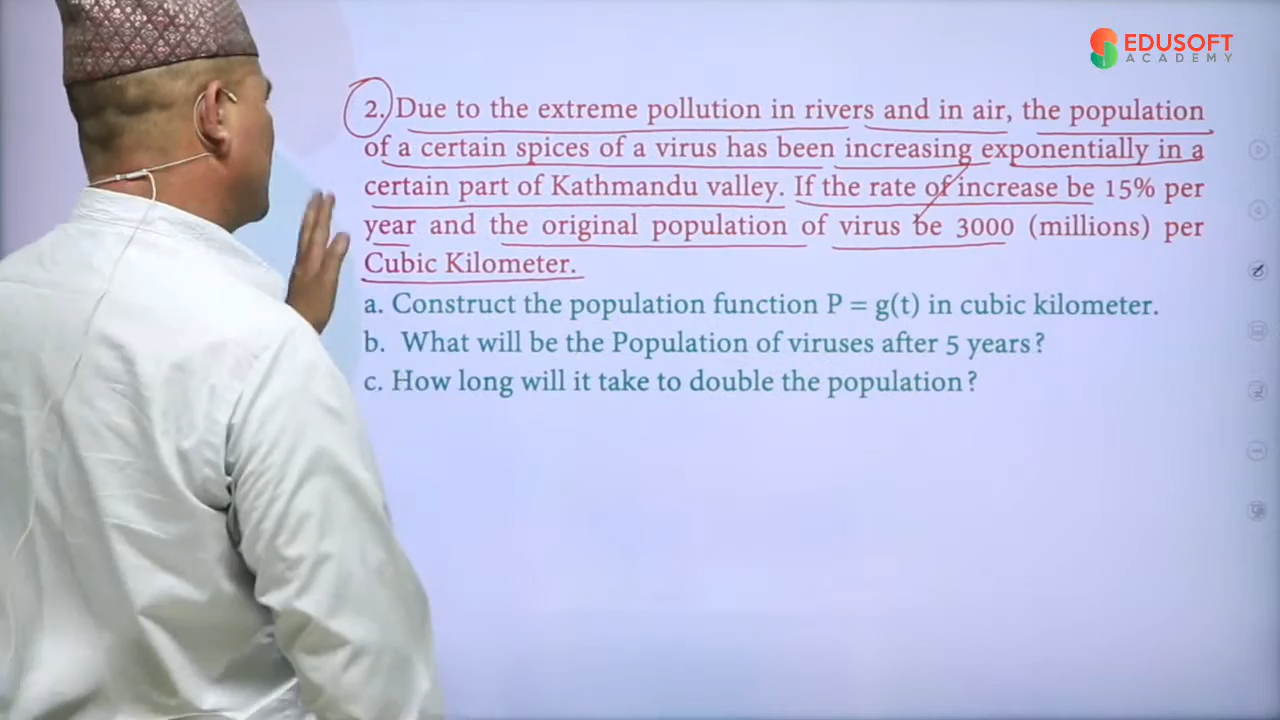 EDUSOFT
ACADEMY
2. Due to the extreme pollution in rivers and in air, the population
of a certain spices of a virus has been increasing exponentially in a
certain part of Kathmandu valley. If the rate of increase be 15% per
year and the original population of virus be 3000 (millions) per
Cubic Kilometer.
a. Construct the population function P = g(t) in cubic kilometer.
b. What will be the Population of viruses after 5 years?
c. How long will it take to double the population?